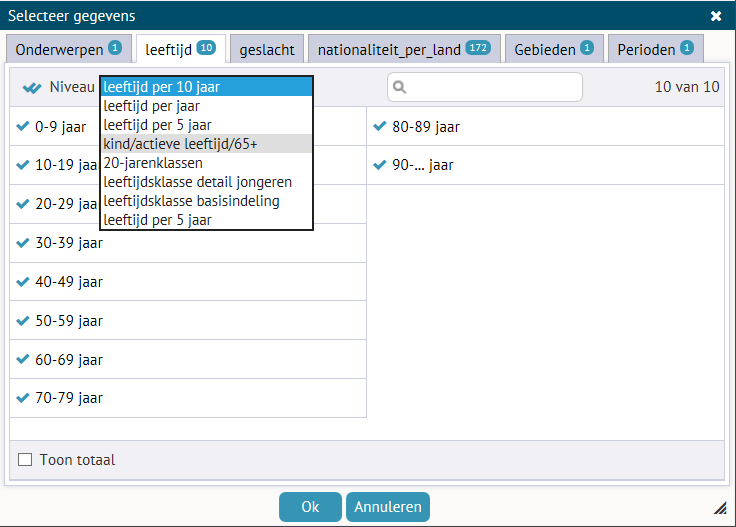 Selecteer gegevens
Onderwerpen 1 leeftijd 10 geslacht nationaliteit_per_land 172 Gebieden 1 Perioden 1
Niveau leeftijd per 10 jaar 10 van 10
leeftijd per jaar
leeftijd per 5 jaar
kind/actieve leeftijd/65+
20-jarenklassen
leeftijdsklasse detail jongeren
leeftijdsklasse basisindeling
leeftijd per 5 jaar
0-9 jaar
10-19 jaar
20-29 jaar
30-39 jaar
40-49 jaar
50-59 jaar
60-69 jaar
70-79 jaar
80-89 jaar
90-... jaar
Toon totaal
Ok Annuleren